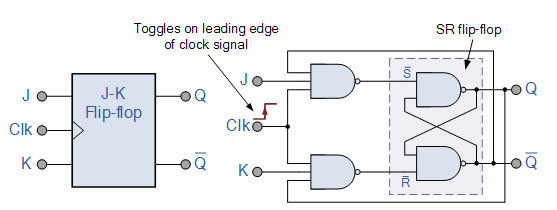 Toggles on leading edge
of clock signal
SR flip-flop
J
Clk
K
J-K
Flip-flop
Q
Q̅
J
Clk
K
S̅
R̅
Q
Q̅